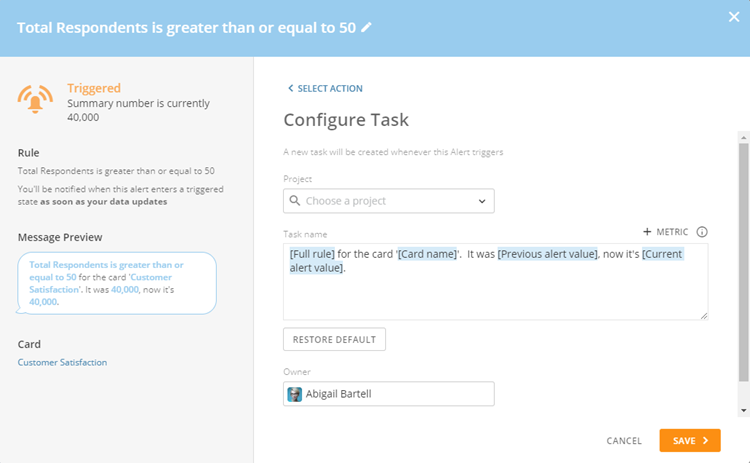 Total Respondents is greater than or equal to 50
Triggered
Summary number is currently
40,000
Rule
Total Respondents is greater than or equal to 50
You'll be notified when this alert enters a triggered
state as soon as your data updates
Message Preview
Total Respondents is greater than or
equal to 50 for the card 'Customer
Satisfaction'. It was 40,000, now it's
40,000.
Card
Customer Satisfaction
SELECT ACTION
Configure Task
A new task will be created whenever this Alert triggers
Project
Choose a project
Task name
+ METRIC
[Full rule] for the card '[Card name]'.  It was [Previous alert value], now it's [Current
alert value].
RESTORE DEFAULT
Owner
Abigail Bartell
CANCEL
SAVE